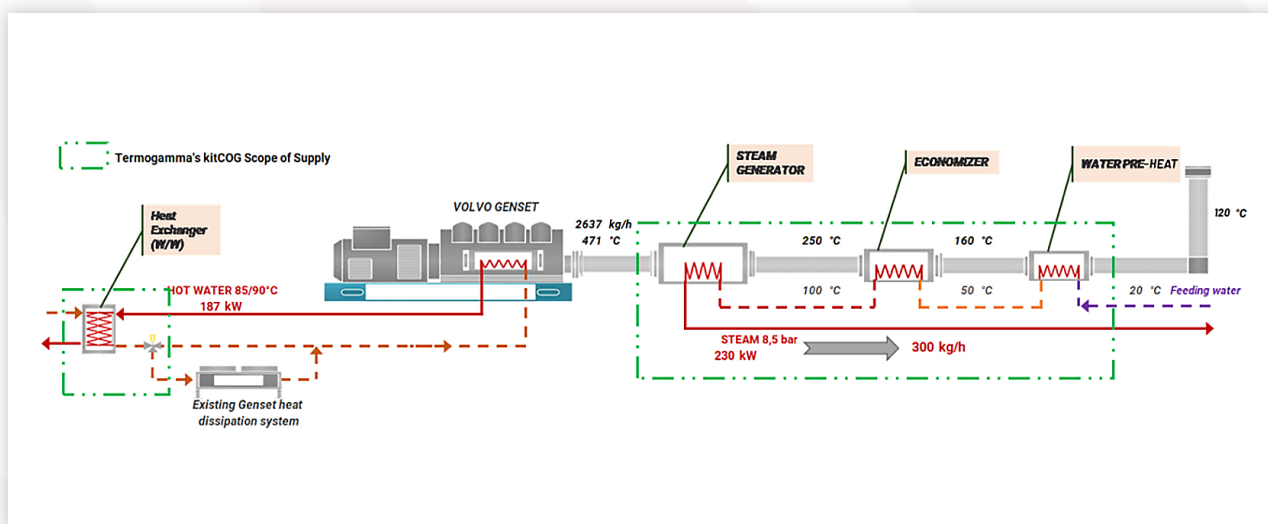 Termogamma's kitCOG Scope of Supply
STEAM
GENERATOR
ECONOMIZER
WATER PRE-HEAT
Heat
Exchanger
(W/W)
VOLVO GENSET
2637 kg/h
471 °C
250 °C
160 °C
120 °C
100 °C
50 °C
20 °C
Feeding water
HOT WATER 85/90°C
187 kW
STEAM 8,5 bar
230 kW
300 kg/h
Existing Genset heat
dissipation system